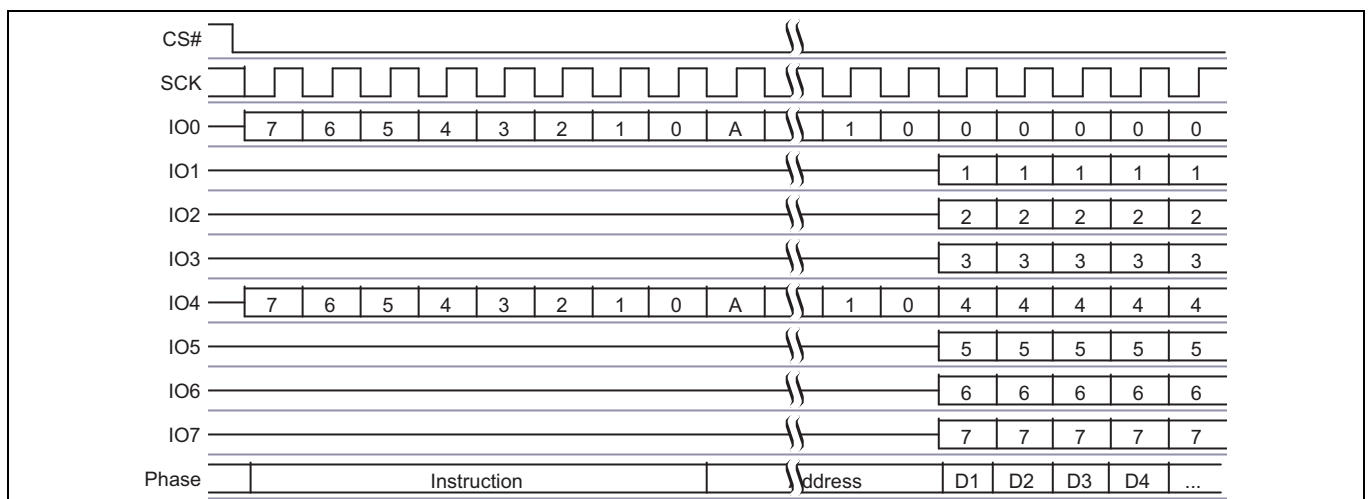 CS#
SCK
IO0 7 6 5 4 3 2 1 0 A 1 0 0 0 0 0 0
IO1 1 1 1 1 1
IO2 2 2 2 2 2
IO3 3 3 3 3 3
IO4 7 6 5 4 3 2 1 0 A 1 0 4 4 4 4 4
IO5 5 5 5 5 5
IO6 6 6 6 6 6
IO7 7 7 7 7 7
Phase Instruction ddress D1 D2 D3 D4 ...